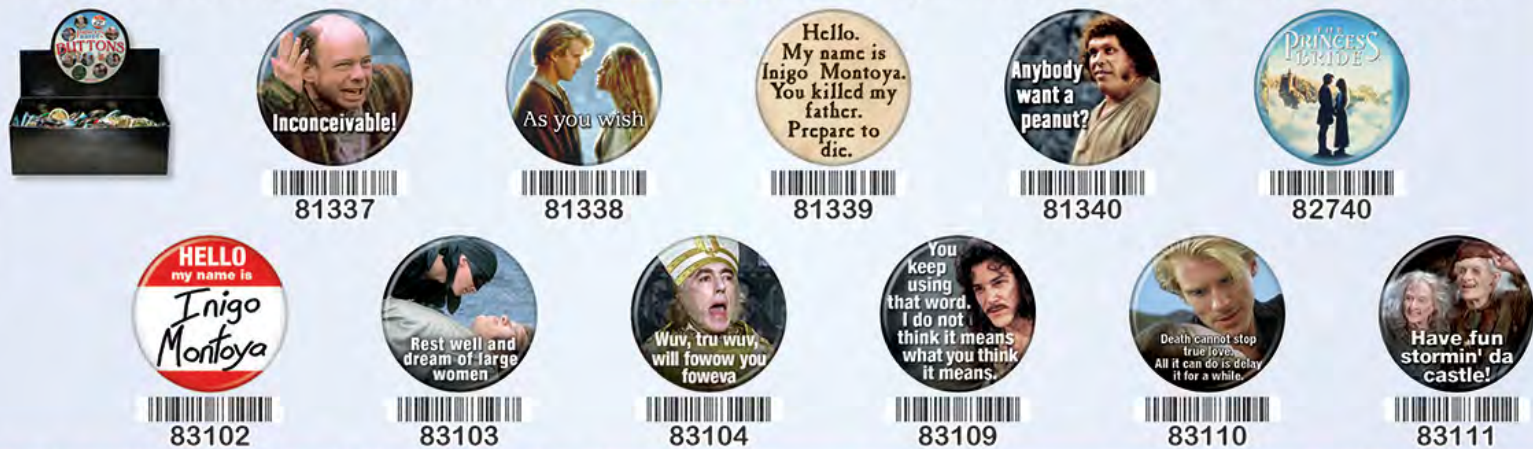 BUTTONS
Inconceivable!
As you wish
Hello.
My name is
Inigo Montoya.
You killed my
father.
Prepare to
die.
Anybody
want a
peanut?
THE
PRINCESS
BRIDE
81337
81338
81339
81340
82740
HELLO
my name is
Inigo
Montoya
Rest well and
dream of large
women
Wuv, tru wuv,
will fowow you
foweva
You
keep
using
that word.
I do not
think it means
what you think
it means.
Death cannot stop
true love.
All it can do is delay
it for a while.
Have fun
stormin' da
castle!
83102
83103
83104
83109
83110
83111